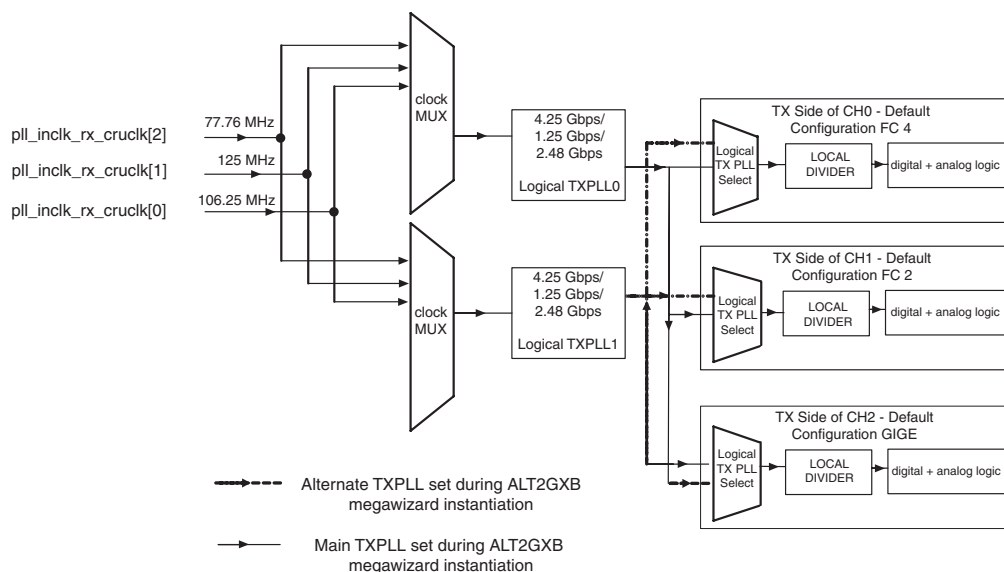 77.76 MHz
pll_inclk_rx_cruclk[2]
125 MHz
pll_inclk_rx_cruclk[1]
106.25 MHz
pll_inclk_rx_cruclk[0]
clock
MUX
4.25 Gbps/
1.25 Gbps/
2.48 Gbps
Logical TXPLL0
clock
MUX
4.25 Gbps/
1.25 Gbps/
2.48 Gbps
Logical TXPLL1
TX Side of CH0 - Default
Configuration FC 4
Logical
TX PLL
Select
LOCAL
DIVIDER
digital + analog logic
TX Side of CH1 - Default
Configuration FC 2
Logical
TX PLL
Select
LOCAL
DIVIDER
digital + analog logic
TX Side of CH2 - Default
Configuration GIGE
Logical
TX PLL
Select
LOCAL
DIVIDER
digital + analog logic
Alternate TXPLL set during ALT2GXB
megawizard instantiation
Main TXPLL set during ALT2GXB
megawizard instantiation